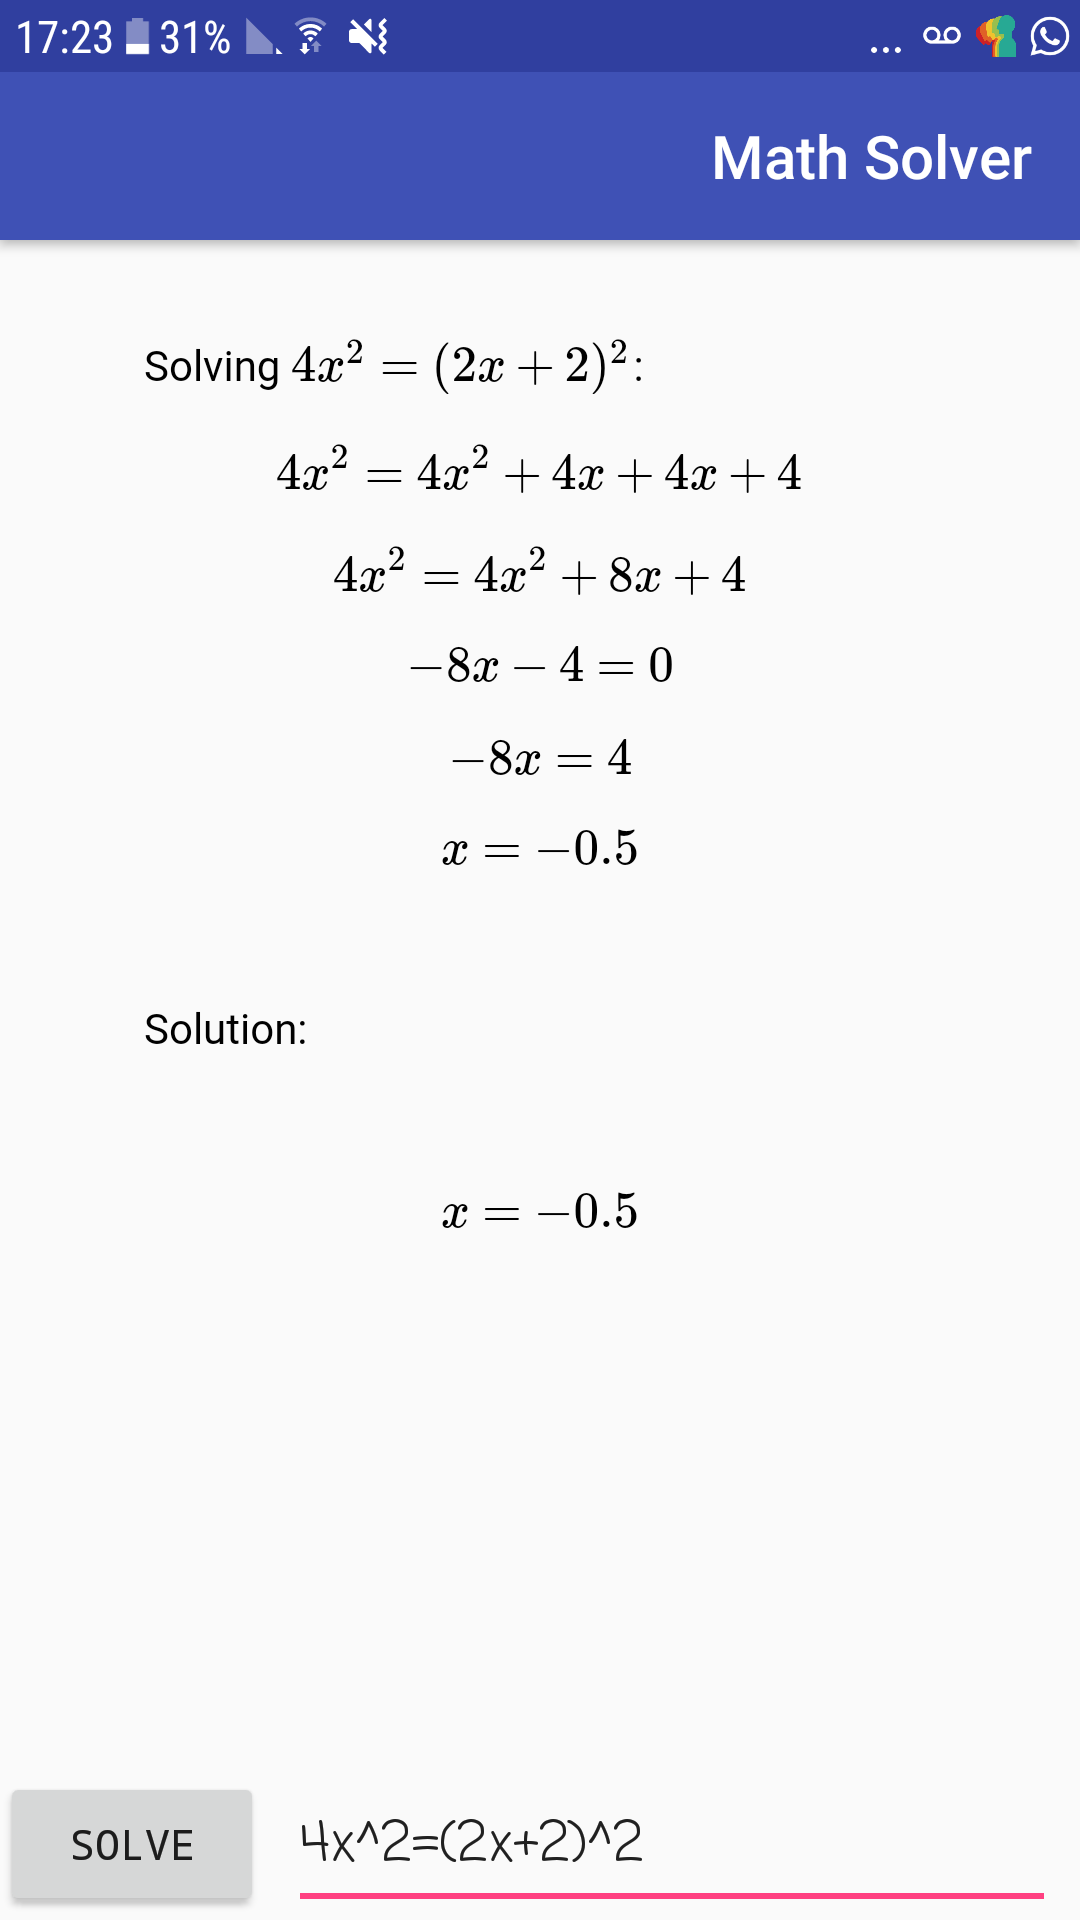 17:23 31% ...
Math Solver
Solving 4x² = (2x + 2)²:
4x² = 4x² + 4x + 4x + 4
4x² = 4x² + 8x + 4
−8x − 4 = 0
−8x = 4
x = −0.5
Solution:
x = −0.5
SOLVE 4x^2=(2x+2)^2